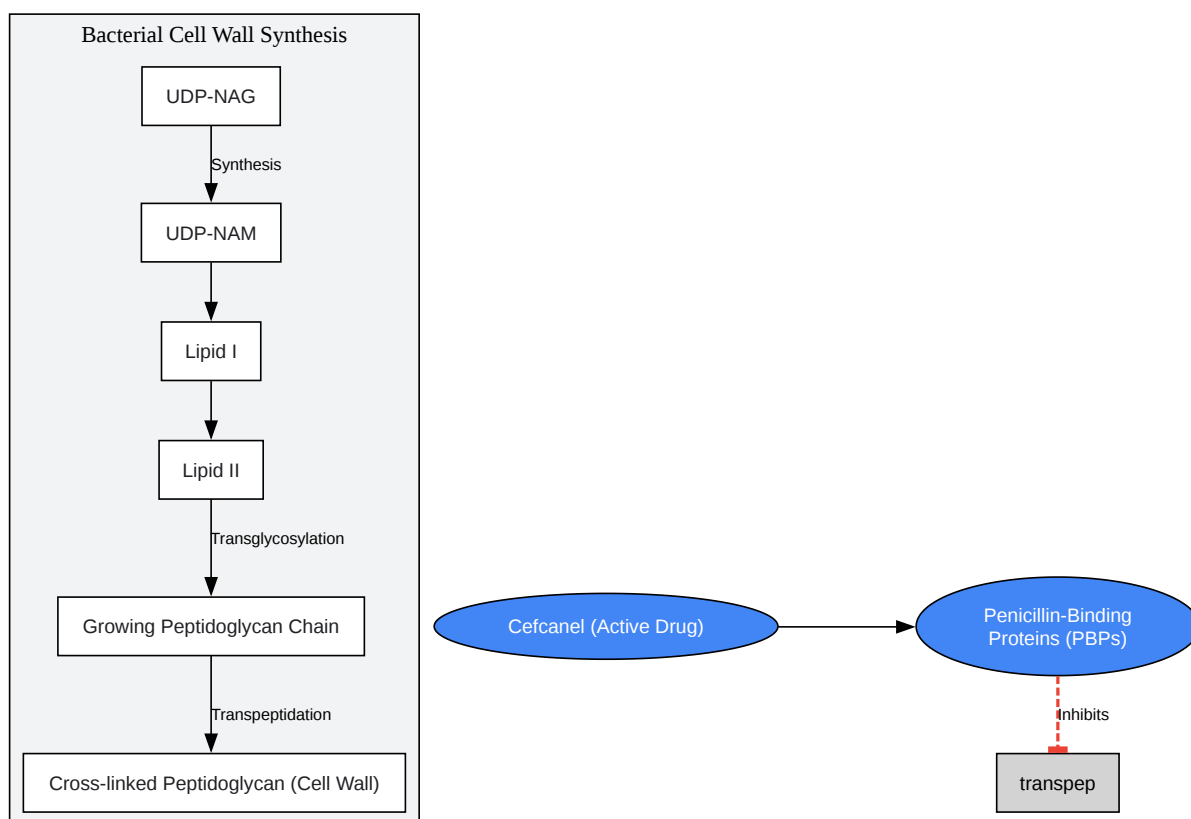 Bacterial Cell Wall Synthesis
UDP-NAG
Synthesis
UDP-NAM
Lipid I
Lipid II
Transglycosylation
Growing Peptidoglycan Chain
Transpeptidation
Cross-linked Peptidoglycan (Cell Wall)
Cefcanel (Active Drug)
Penicillin-Binding
Proteins (PBPs)
Inhibits
transpep